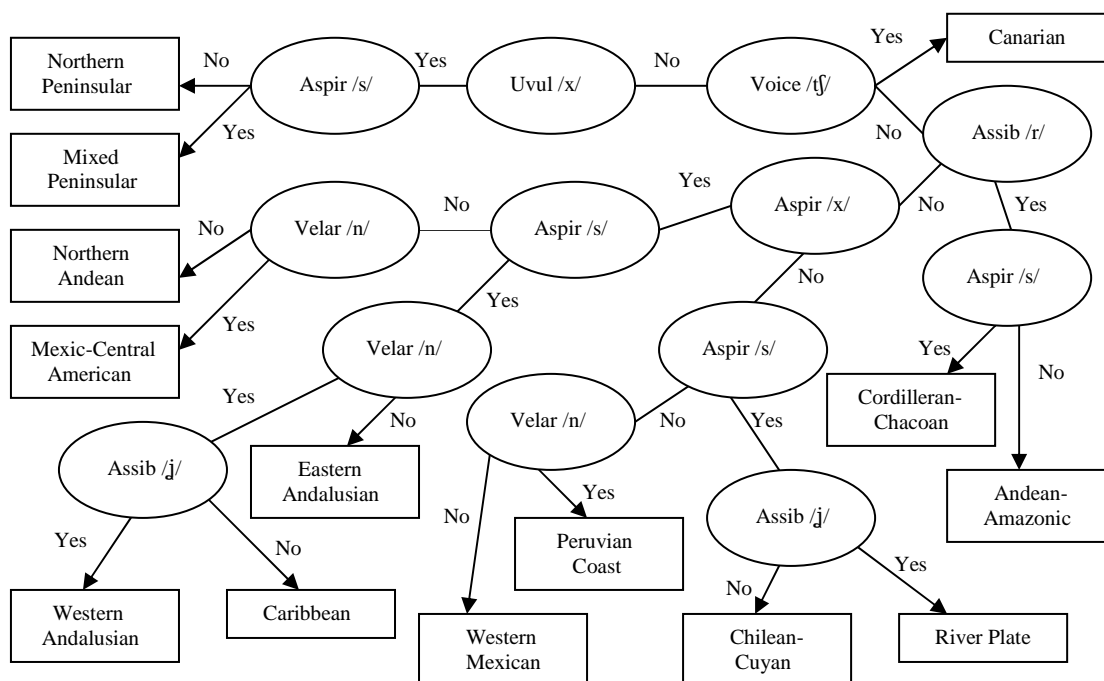 Northern
Peninsular
No
Aspir /s/
Yes
Uvul /x/
No
Voice /tʃ/
Yes
Canarian
Yes
Mixed
Peninsular
No
Assib /r/
Northern
Andean
No
Velar /n/
No
Aspir /s/
Yes
Aspir /x/
No
Yes
Aspir /s/
Mexic-Central
American
Yes
Velar /n/
Yes
Aspir /s/
No
Yes
Cordilleran-
Chacoan
No
Yes
Assib /ʝ/
No
Eastern
Andalusian
Velar /n/
No
Yes
Assib /ʝ/
Andean-
Amazonic
Yes
Western
Andalusian
No
Caribbean
No
Western
Mexican
Yes
Peruvian
Coast
No
Chilean-
Cuyan
Yes
River Plate